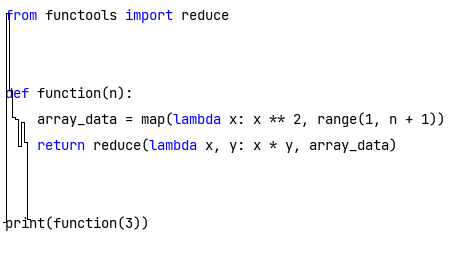 from functools import reduce
def function(n):
    array_data = map(lambda x: x ** 2, range(1, n + 1))
    return reduce(lambda x, y: x * y, array_data)
print(function(3))